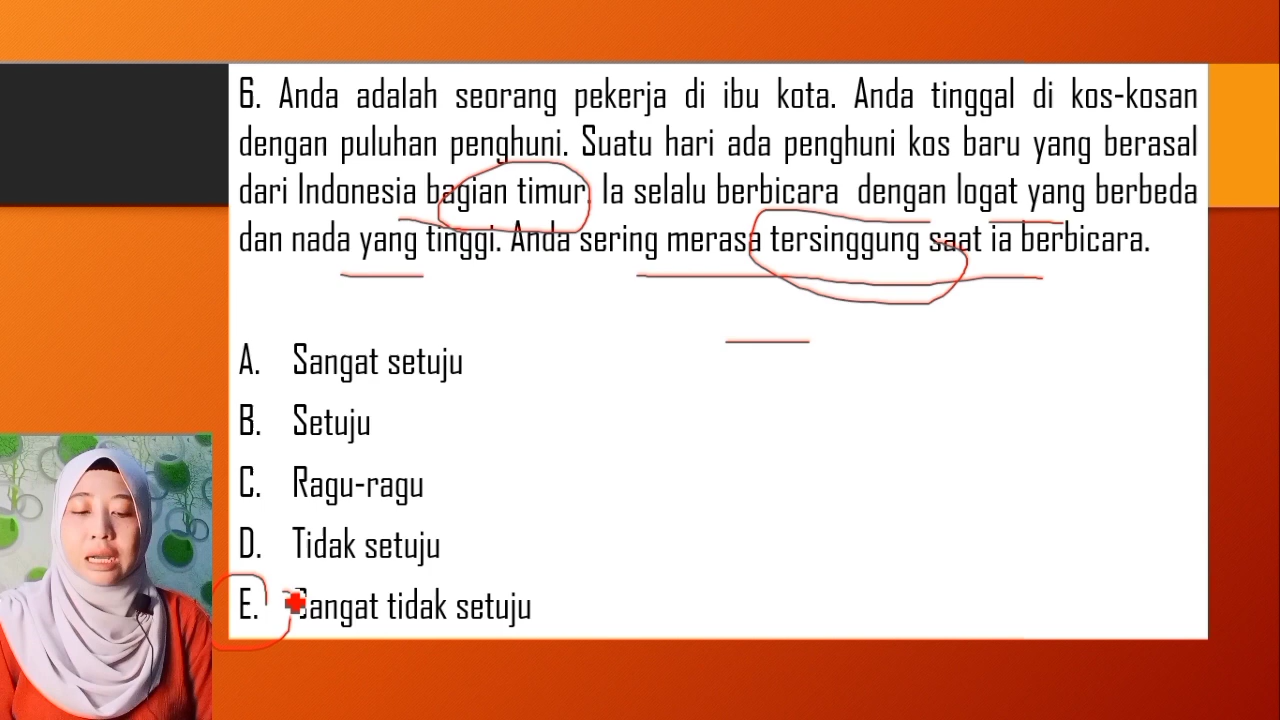 6. Anda adalah seorang pekerja di ibu kota. Anda tinggal di kos-kosan
dengan puluhan penghuni. Suatu hari ada penghuni kos baru yang berasal
dari Indonesia bagian timur. Ia selalu berbicara dengan logat yang berbeda
dan nada yang tinggi. Anda sering merasa tersinggung saat ia berbicara.
A. Sangat setuju
B. Setuju
C. Ragu-ragu
D. Tidak setuju
E. Sangat tidak setuju